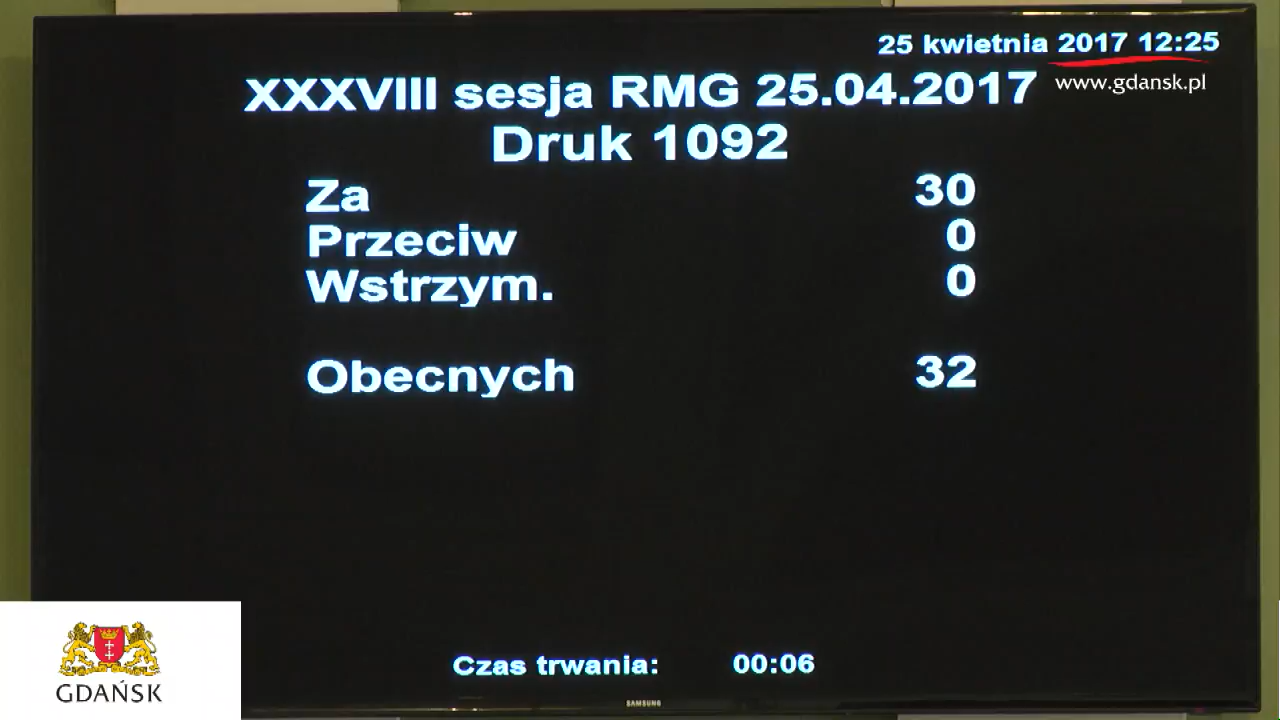 25 kwietnia 2017 12:25
www.gdansk.pl
XXXVIII sesja RMG 25.04.2017
Druk 1092
Za 30
Przeciw 0
Wstrzym. 0
Obecnych 32
Czas trwania: 00:06
SAMSUNG
GDAŃSK